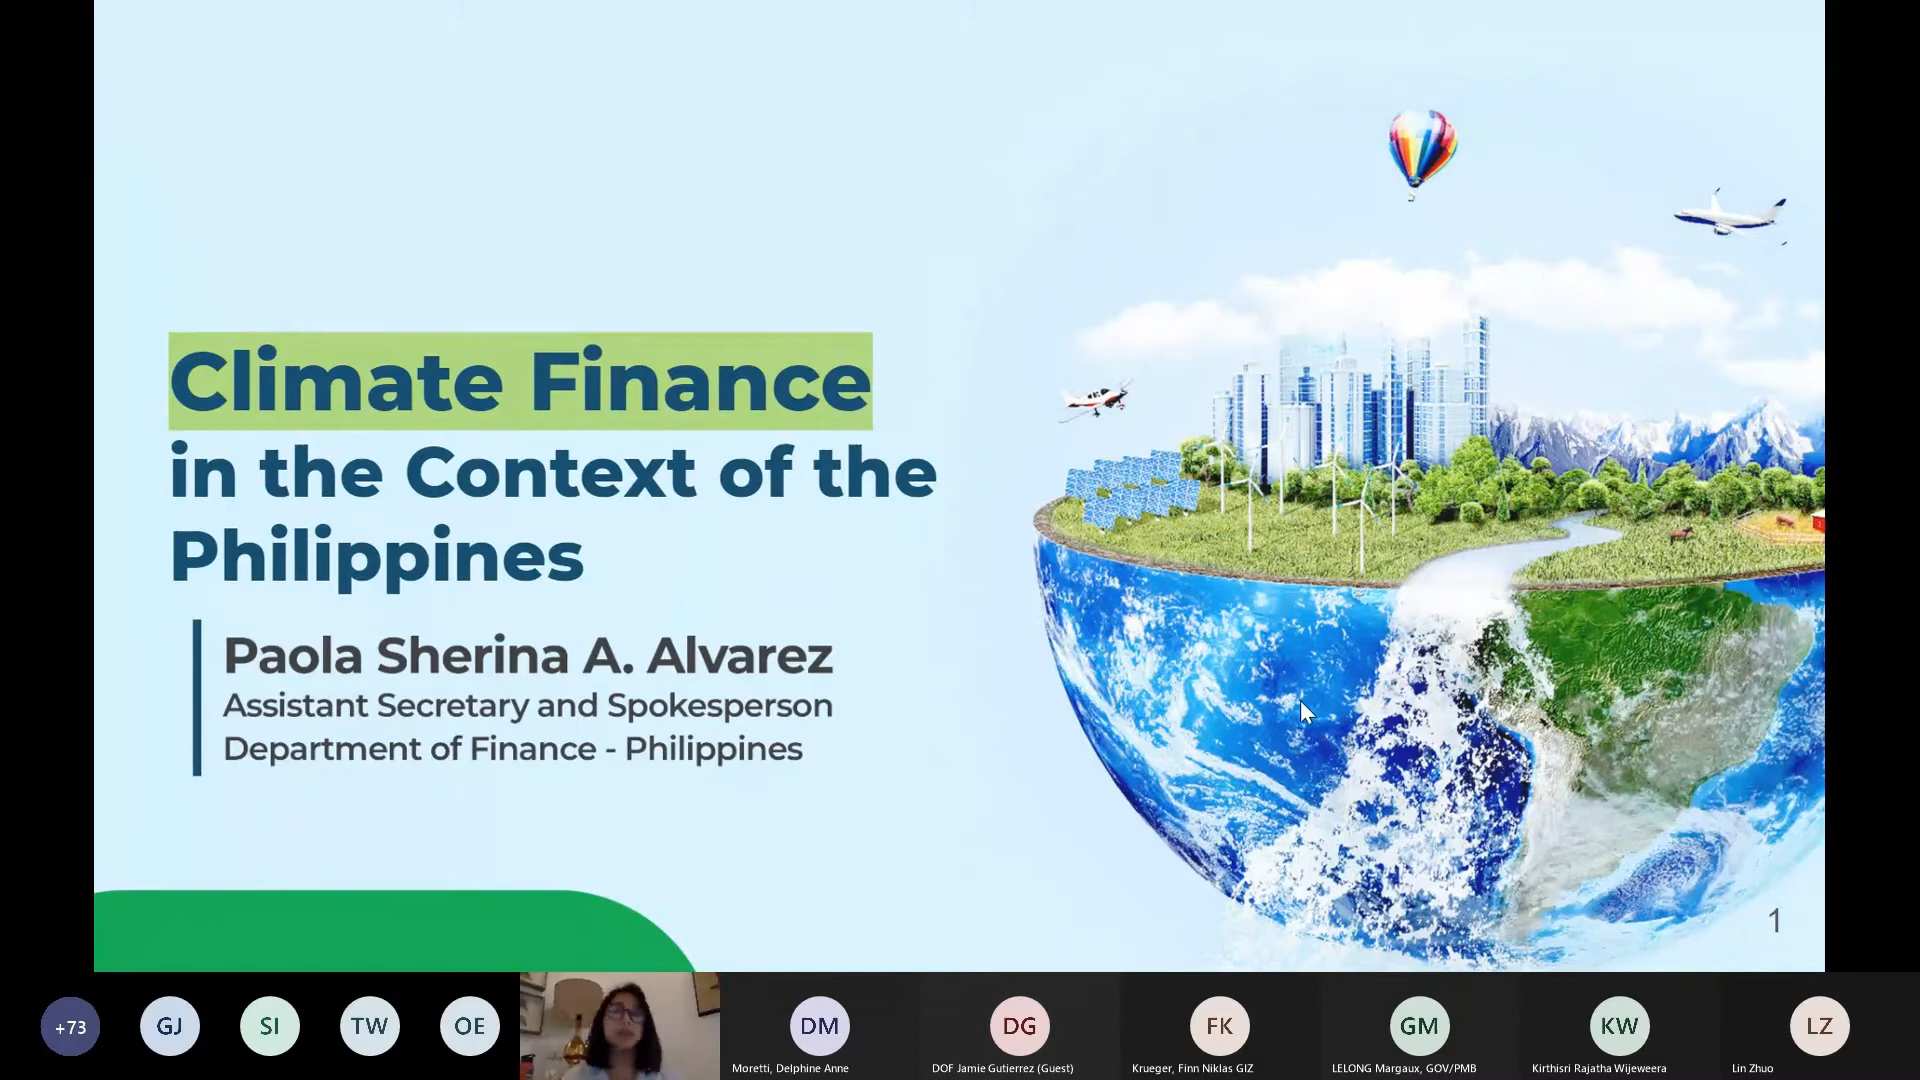 Climate Finance
in the Context of the
Philippines
Paola Sherina A. Alvarez
Assistant Secretary and Spokesperson
Department of Finance - Philippines
1
+73
GJ
SI
TW
OE
DM
Moretti, Delphine Anne
DG
DOF Jamie Gutierrez (Guest)
FK
Krueger, Finn Niklas GIZ
GM
LELONG Margaux, GOV/PMB
KW
Kirthisri Rajatha Wijeweera
LZ
Lin Zhuo